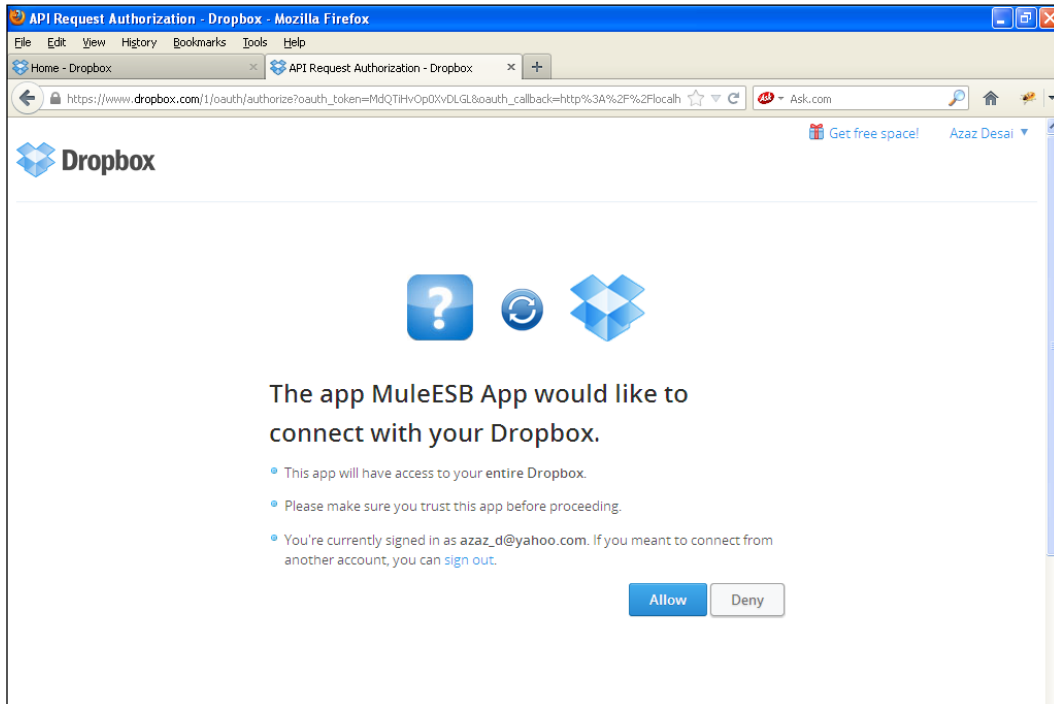 API Request Authorization - Dropbox - Mozilla Firefox
File Edit View History Bookmarks Tools Help
Home - Dropbox × API Request Authorization - Dropbox × +
https://www.dropbox.com/1/oauth/authorize?oauth_token=MdQTiHvOp0XvDLGL&oauth_callback=http%3A%2F%2Flocalh Ask Ask.com
Get free space! Azaz Desai
Dropbox
?
The app MuleESB App would like to
connect with your Dropbox.
This app will have access to your entire Dropbox.
Please make sure you trust this app before proceeding.
You're currently signed in as azaz_d@yahoo.com. If you meant to connect from
another account, you can sign out.
Allow Deny